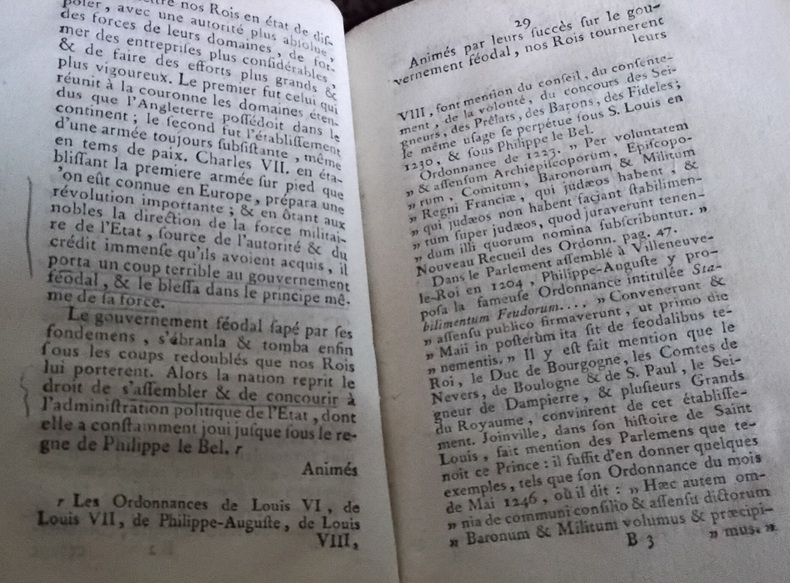 nos Rois en état de dis-
poser, avec une autorité plus absolue,
des forces de leurs domaines, de for-
mer des entreprises plus considérables,
& de faire des efforts plus grands &
plus vigoureux. Le premier fut celui qui
réunit à la couronne les domaines éten-
dus que l'Angleterre possédoit dans le
continent; le second fut l'établissement
d'une armée toujours subsistante, même
en tems de paix. Charles VII. en éta-
blissant la premiere armée sur pied que
l'on eût connue en Europe, prépara une
révolution importante; & en ôtant aux
nobles la direction de la force militai-
re de l'Etat, source de l'autorité & du
crédit immense qu'ils avoient acquis, il
porta un coup terrible au gouvernement
féodal, & le blessa dans le principe mê-
me de sa force.
Le gouvernement féodal sapé par ses
fondemens, s'ébranla & tomba enfin
sous les coups redoublés que nos Rois
lui porterent. Alors la nation reprit le
droit de s'assembler & de concourir à
l'administration politique de l'Etat, dont
elle a constamment joui jusque sous le re-
gne de Philippe le Bel. r
Animés
r Les Ordonnances de Louis VI, de
Louis VII, de Philippe-Auguste, de Louis
VIII,
29
Animés par leurs succès sur le gou-
vernement féodal, nos Rois tournerent
leurs
VIII, font mention du conseil, du consente-
ment, de la volonté, du concours des Sei-
gneurs, des Prélats, des Barons, des Fideles;
le même usage se perpétue sous S. Louis en
1230, & sous Philippe le Bel.
Ordonnance de 1223. » Per voluntatem
» & assensum Archiepiscoporum, Episcopo-
» rum, Comitum, Baronorum & Militum
» Regni Franciæ, qui judæos habent, &
» qui judæos non habent faciant stabilimen-
» tum super judæos, quod juraverunt tenen-
» dum illi quorum nomina subscribuntur. »
Nouveau Recueil des Ordonn. pag. 47.
Dans le Parlement assemblé à Villeneuve-
le-Roi en 1204, Philippe-Auguste y pro-
posa la fameuse Ordonnance intitulée Sta-
bilimentum Feudorum.... » Convenerunt &
» assensu publico firmaverunt, ut primo die
» Maii in posterum ita sit de feodalibus te-
» nementis. » Il y est fait mention que le
Roi, le Duc de Bourgogne, les Comtes de
Nevers, de Boulogne & de S. Paul, le Sei-
gneur de Dampierre, & plusieurs Grands
du Royaume, convinrent de cet établisse-
ment. Joinville, dans son histoire de Saint
Louis, fait mention des Parlemens que te-
noit ce Prince: il suffit d'en donner quelques
exemples, tels que son Ordonnance du mois
de Mai 1246, où il dit: » Hæc autem om-
» nia de communi consilio & assensu dictorum
» Baronum & Militum volumus & præcipi-
B 3 » mus. »